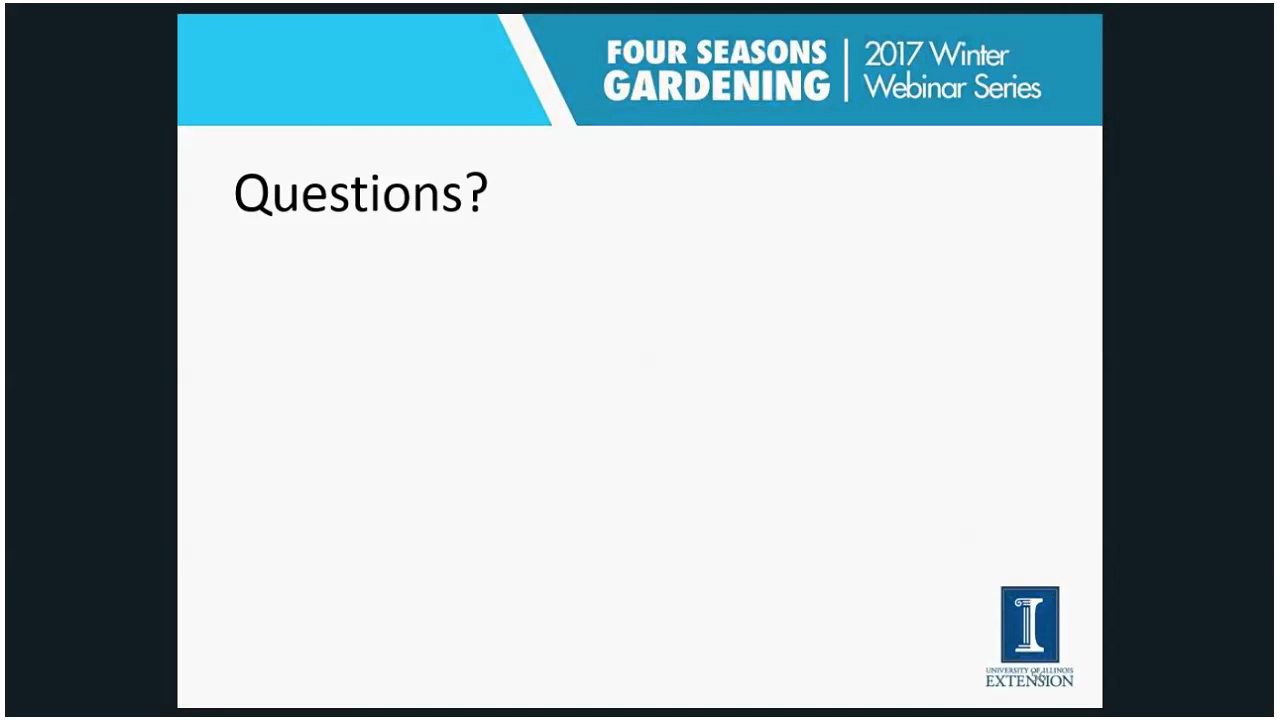 FOUR SEASONS
GARDENING
2017 Winter
Webinar Series
Questions?
I
UNIVERSITY OF ILLINOIS
EXTENSION